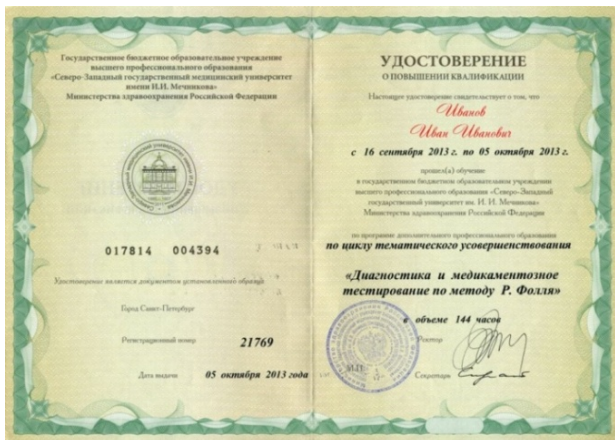 Государственное бюджетное образовательное учреждение
высшего профессионального образования
«Северо-Западный государственный медицинский университет
имени И.И. Мечникова»
Министерства здравоохранения Российской Федерации
017814 004394
Удостоверение является документом установленного образца
Город Санкт-Петербург
Регистрационный номер 21769
Дата выдачи 05 октября 2013 года
УДОСТОВЕРЕНИЕ
О ПОВЫШЕНИИ КВАЛИФИКАЦИИ
Настоящее удостоверение свидетельствует о том, что
Иванов
Иван Иванович
с 16 сентября 2013 г. по 05 октября 2013 г.
прошел(а) обучение
в государственном бюджетном образовательном учреждении
высшего профессионального образования «Северо-Западный
государственный университет им. И. И. Мечникова»
Министерства здравоохранения Российской Федерации
по программе дополнительного профессионального образования
по циклу тематического усовершенствования
«Диагностика и медикаментозное
тестирование по методу Р. Фолля»
в объеме 144 часов
Ректор
Секретарь